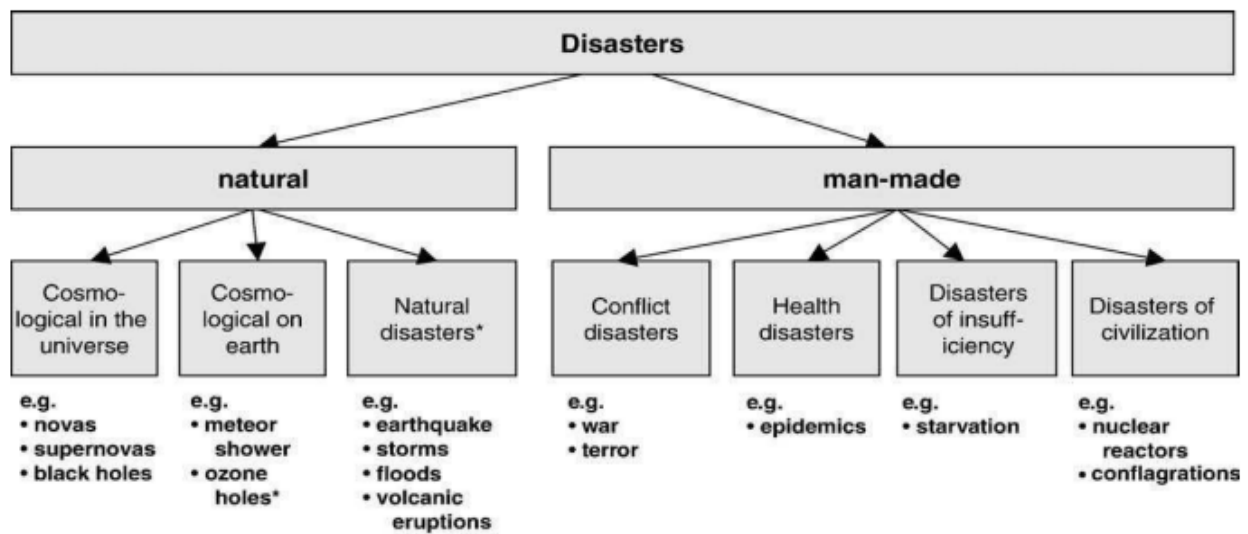 Disasters
natural
man-made
Cosmo-
logical in the
universe
Cosmo-
logical on
earth
Natural
disasters*
Conflict
disasters
Health
disasters
Disasters
of insuff-
iciency
Disasters of
civilization
e.g.
• novas
• supernovas
• black holes
e.g.
• meteor
shower
• ozone
holes*
e.g.
• earthquake
• storms
• floods
• volcanic
eruptions
e.g.
• war
• terror
e.g.
• epidemics
e.g.
• starvation
e.g.
• nuclear
reactors
• conflagrations